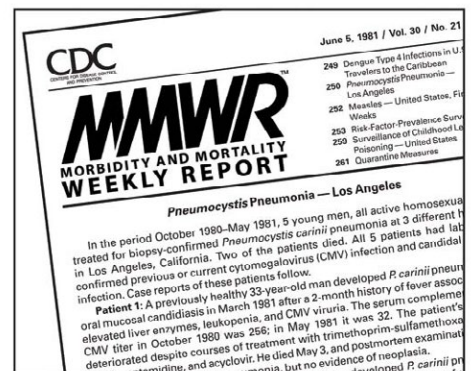 June 5, 1981 / Vol. 30 / No. 21
CDC
CENTERS FOR DISEASE CONTROL
AND PREVENTION
MMWR™
MORBIDITY AND MORTALITY
WEEKLY REPORT
249 Dengue Type 4 Infections in U.S
Travelers to the Caribbean
250 Pneumocystis Pneumonia —
Los Angeles
252 Measles — United States, Fir
Weeks
253 Risk-Factor-Prevalence Surv
259 Surveillance of Childhood Le
Poisoning — United States
261 Quarantine Measures
Pneumocystis Pneumonia — Los Angeles
In the period October 1980–May 1981, 5 young men, all active homosexua
treated for biopsy-confirmed Pneumocystis carinii pneumonia at 3 different h
in Los Angeles, California. Two of the patients died. All 5 patients had lab
confirmed previous or current cytomegalovirus (CMV) infection and candidal
infection. Case reports of these patients follow.
Patient 1: A previously healthy 33-year-old man developed P. carinii pneum
oral mucosal candidiasis in March 1981 after a 2-month history of fever assoc
elevated liver enzymes, leukopenia, and CMV viruria. The serum compleme
CMV titer in October 1980 was 256; in May 1981 it was 32. The patient's
deteriorated despite courses of treatment with trimethoprim-sulfamethoxa
amidine, and acyclovir. He died May 3, and postmortem examinati
monia, but no evidence of neoplasia.
developed P. carinii pn